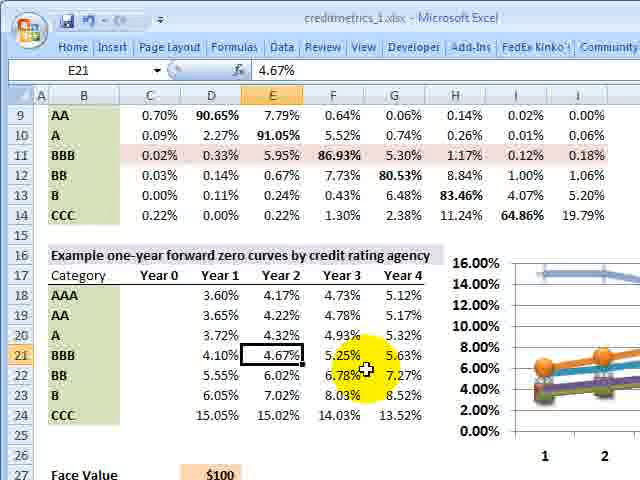 creditmetrics_1.xlsx - Microsoft Excel
Home Insert Page Layout Formulas Data Review View Developer Add-Ins FedEx Kinko's Community
E21 fx 4.67%
A B C D E F G H I J
9 AA 0.70% 90.65% 7.79% 0.64% 0.06% 0.14% 0.02% 0.00%
10 A 0.09% 2.27% 91.05% 5.52% 0.74% 0.26% 0.01% 0.06%
11 BBB 0.02% 0.33% 5.95% 86.93% 5.30% 1.17% 0.12% 0.18%
12 BB 0.03% 0.14% 0.67% 7.73% 80.53% 8.84% 1.00% 1.06%
13 B 0.00% 0.11% 0.24% 0.43% 6.48% 83.46% 4.07% 5.20%
14 CCC 0.22% 0.00% 0.22% 1.30% 2.38% 11.24% 64.86% 19.79%
15
16 Example one-year forward zero curves by credit rating agency
17 Category Year 0 Year 1 Year 2 Year 3 Year 4
18 AAA 3.60% 4.17% 4.73% 5.12%
19 AA 3.65% 4.22% 4.78% 5.17%
20 A 3.72% 4.32% 4.93% 5.32%
21 BBB 4.10% 4.67% 5.25% 5.63%
22 BB 5.55% 6.02% 6.78% 7.27%
23 B 6.05% 7.02% 8.03% 8.52%
24 CCC 15.05% 15.02% 14.03% 13.52%
25
26
27 Face Value $100
16.00%
14.00%
12.00%
10.00%
8.00%
6.00%
4.00%
2.00%
0.00%
1 2